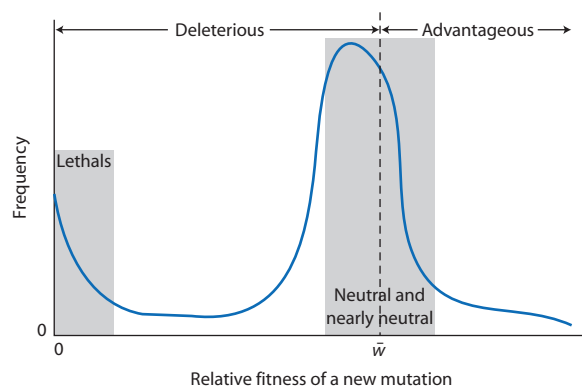 Deleterious
Advantageous
Lethals
Frequency
Neutral and
nearly neutral
0
0
w̄
Relative fitness of a new mutation